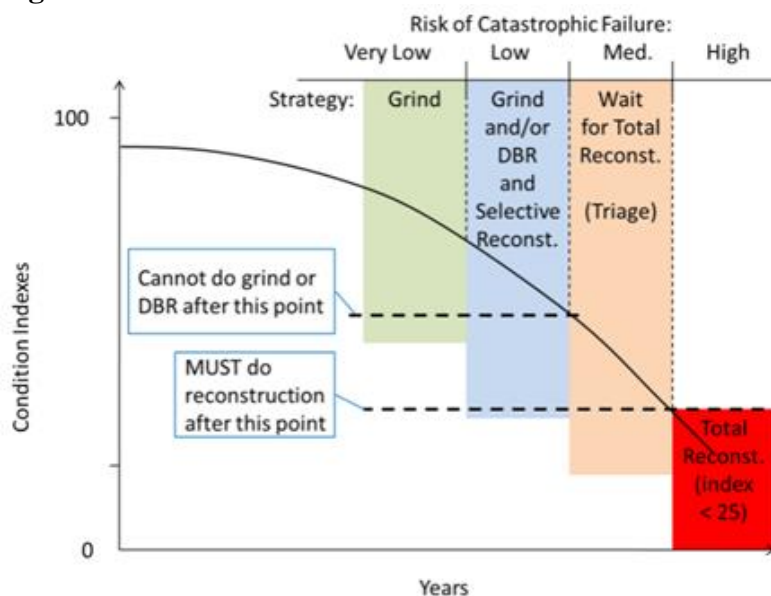 Risk of Catastrophic Failure:
Very Low
Low
Med.
High
Strategy:
Grind
Grind
and/or
DBR
and
Selective
Reconst.
Wait
for Total
Reconst.
(Triage)
100
Cannot do grind or
DBR after this point
MUST do
reconstruction
after this point
Total
Reconst.
(index
< 25)
Condition Indexes
0
Years